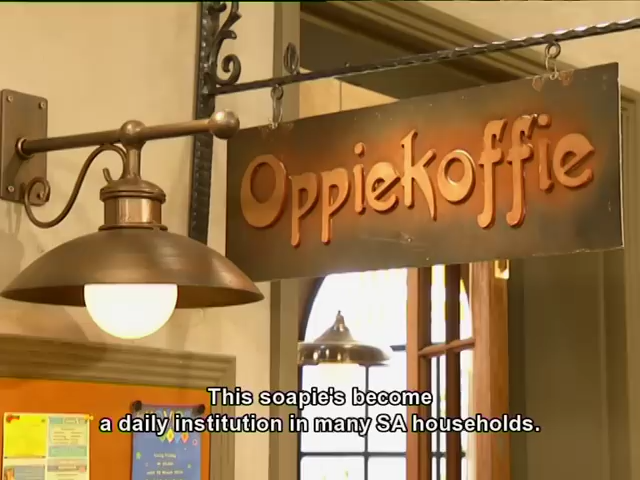 Oppiekoffie
This soapie's become
a daily institution in many SA households.